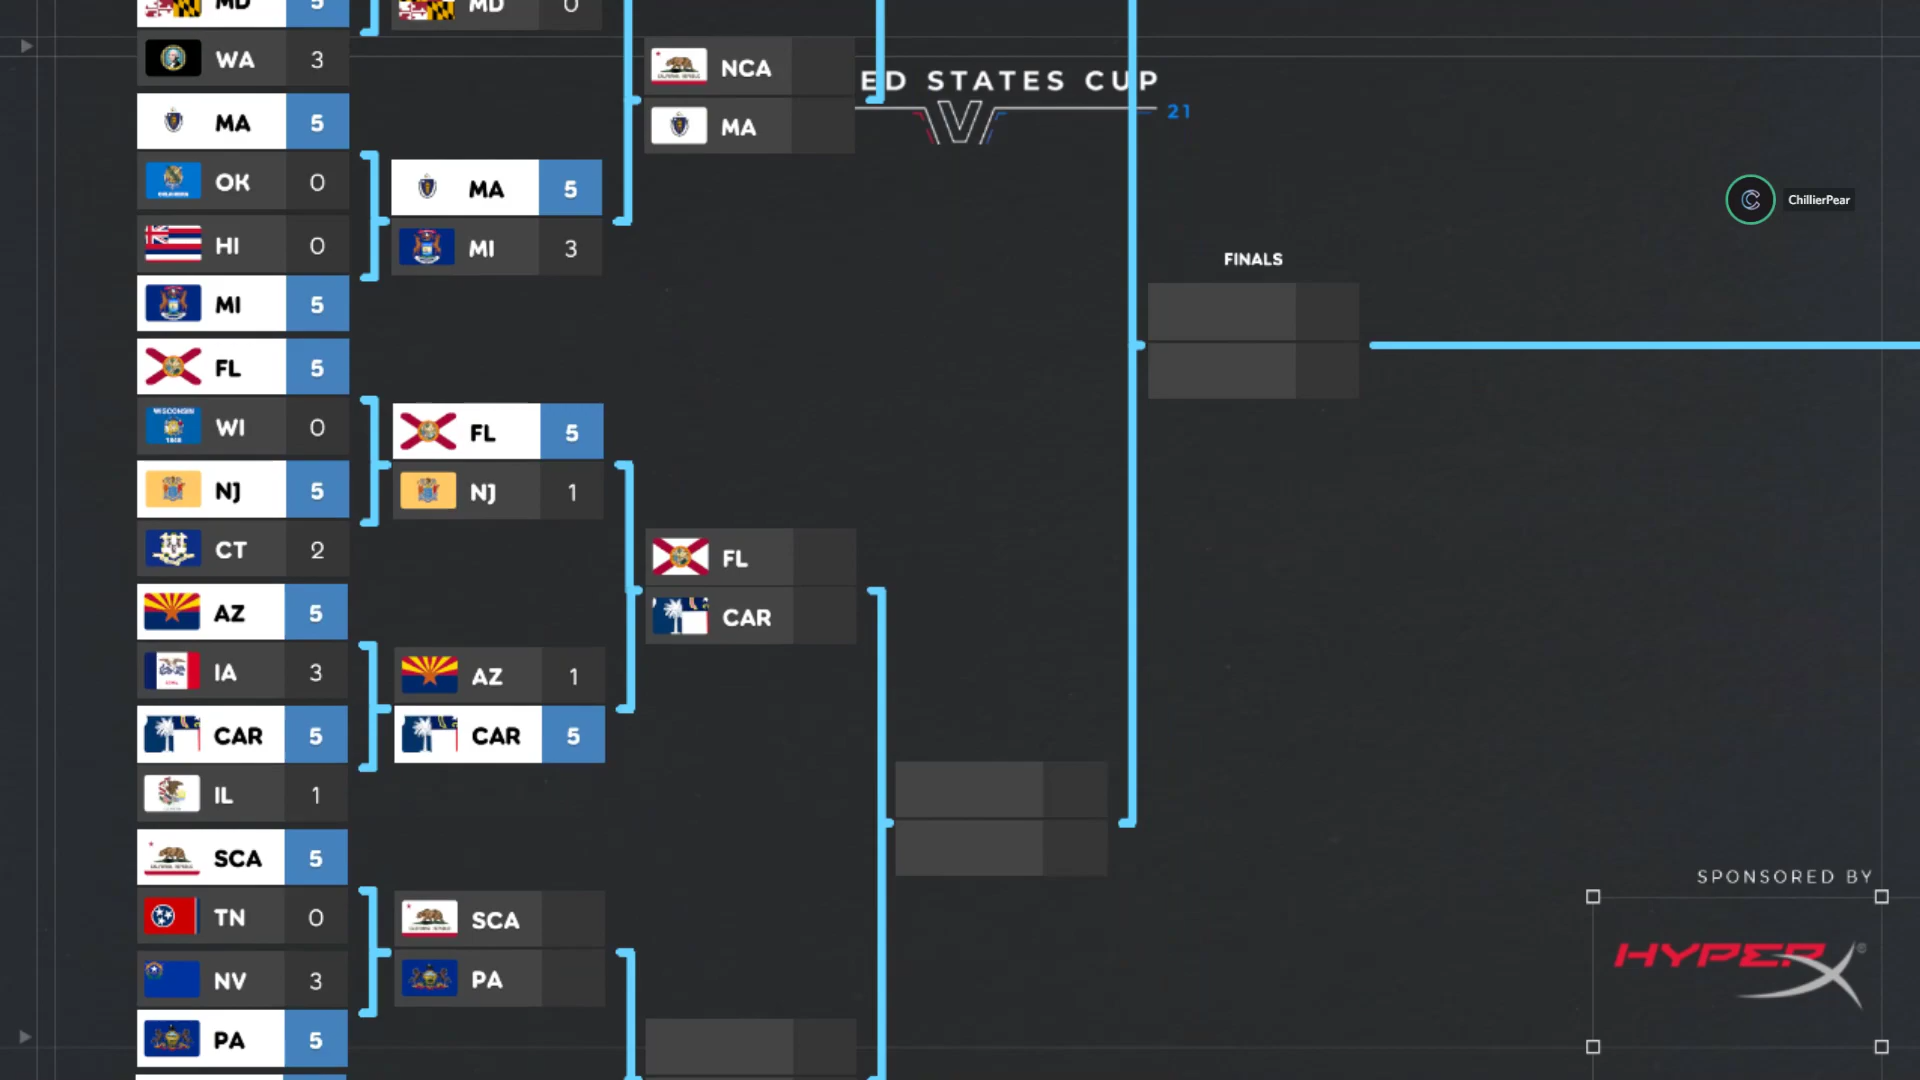 MD 5
WA 3
MA 5
OK 0
HI 0
MI 5
FL 5
WI 0
NJ 5
CT 2
AZ 5
IA 3
CAR 5
IL 1
SCA 5
TN 0
NV 3
PA 5
MD 0
MA 5
MI 3
FL 5
NJ 1
AZ 1
CAR 5
SCA
PA
NCA
MA
FL
CAR
ED STATES CUP
21
FINALS
ChillierPear
SPONSORED BY
HYPERX